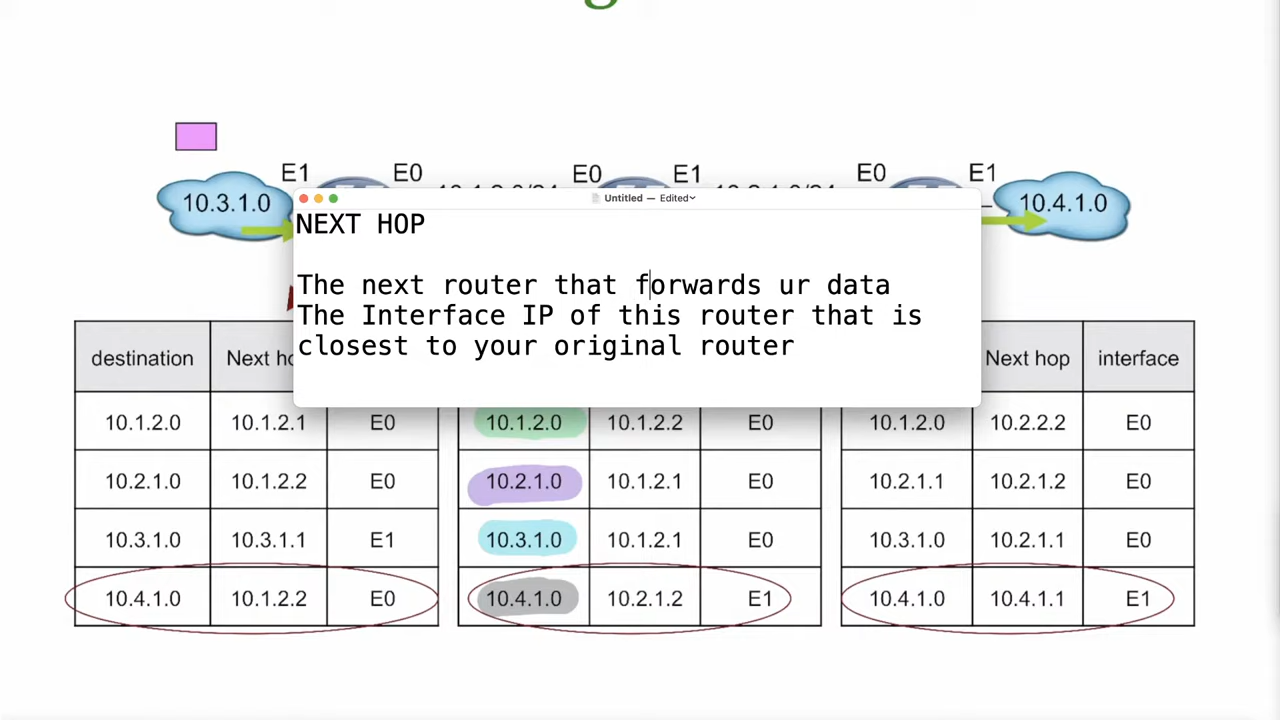 g
E1 E0 E0 E1 E0 E1
10.3.1.0 10.4.1.0
Untitled — Edited
NEXT HOP
The next router that forwards ur data
The Interface IP of this router that is
closest to your original router
destination Next Next hop interface
10.1.2.0 10.1.2.1 E0 10.1.2.0 10.1.2.2 E0 10.1.2.0 10.2.2.2 E0
10.2.1.0 10.1.2.2 E0 10.2.1.0 10.1.2.1 E0 10.2.1.1 10.2.1.2 E0
10.3.1.0 10.3.1.1 E1 10.3.1.0 10.1.2.1 E0 10.3.1.0 10.2.1.1 E0
10.4.1.0 10.1.2.2 E0 10.4.1.0 10.2.1.2 E1 10.4.1.0 10.4.1.1 E1